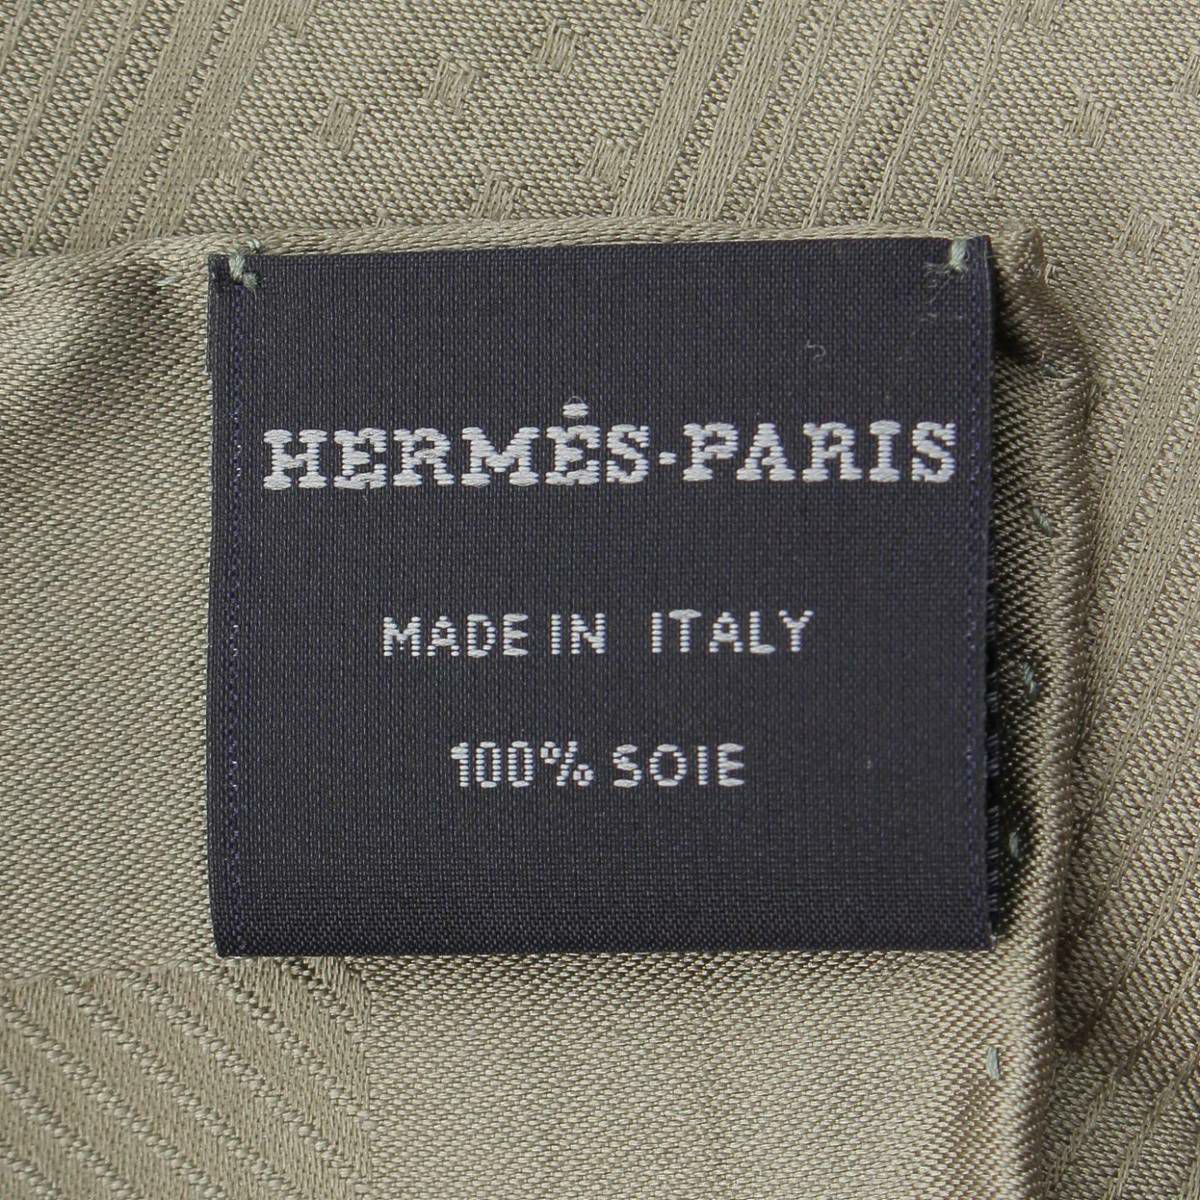 HERMÈS-PARIS
MADE IN ITALY
100% SOIE